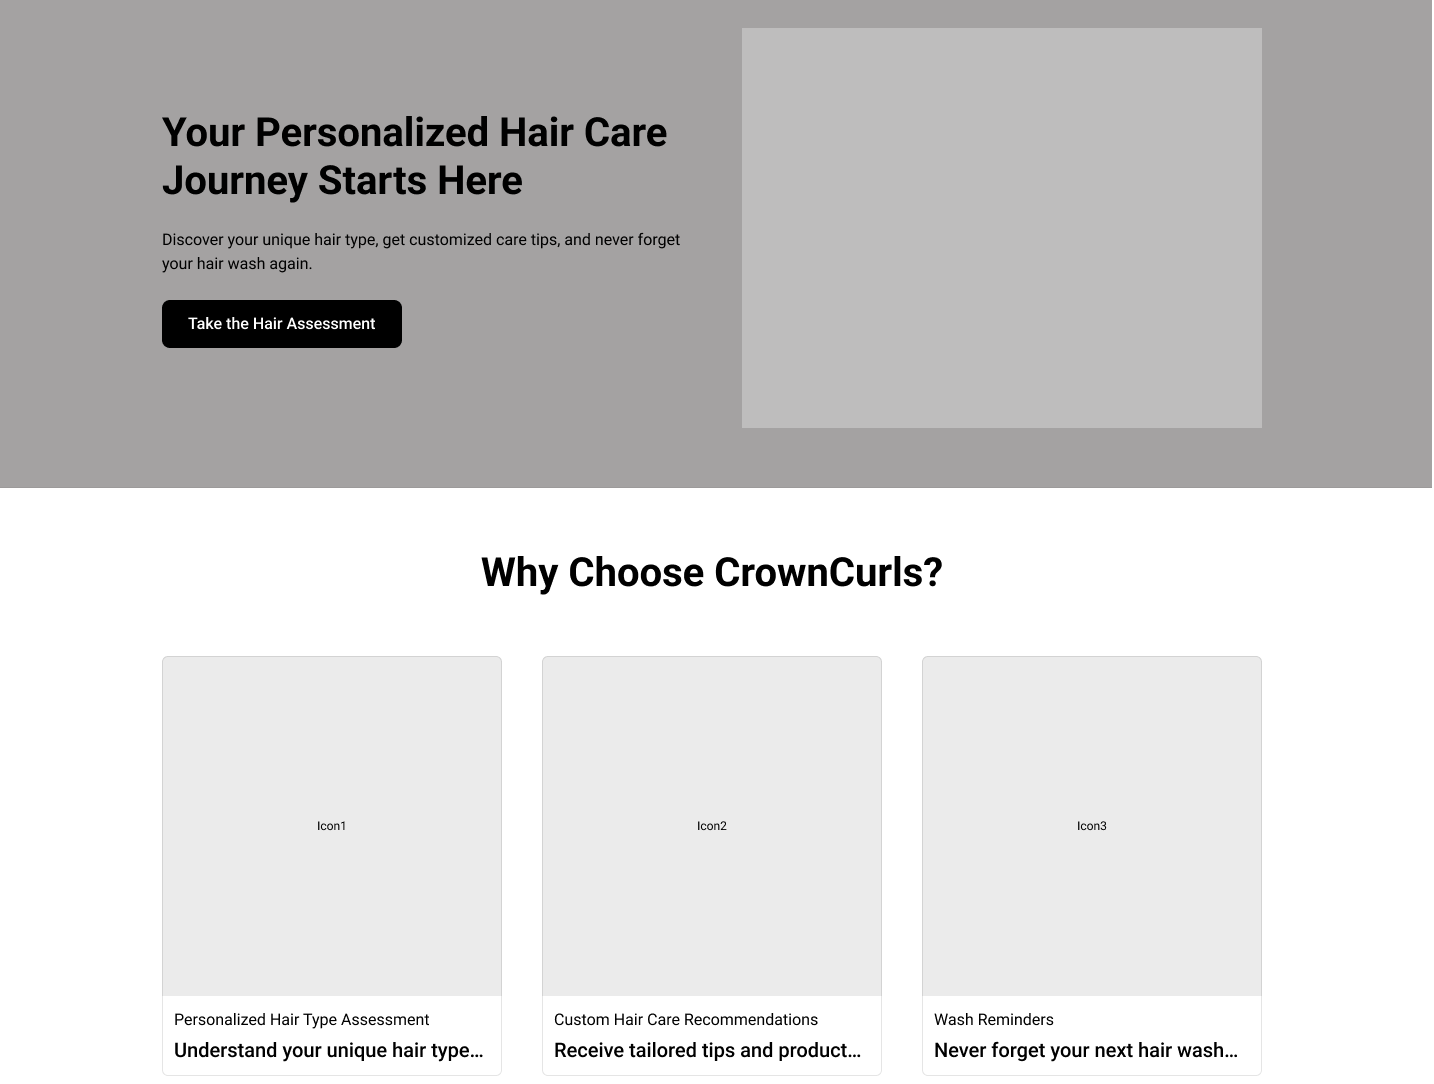 Your Personalized Hair Care
Journey Starts Here
Discover your unique hair type, get customized care tips, and never forget
your hair wash again.
Take the Hair Assessment
Why Choose CrownCurls?
Icon1
Icon2
Icon3
Personalized Hair Type Assessment
Understand your unique hair type...
Custom Hair Care Recommendations
Receive tailored tips and product...
Wash Reminders
Never forget your next hair wash...